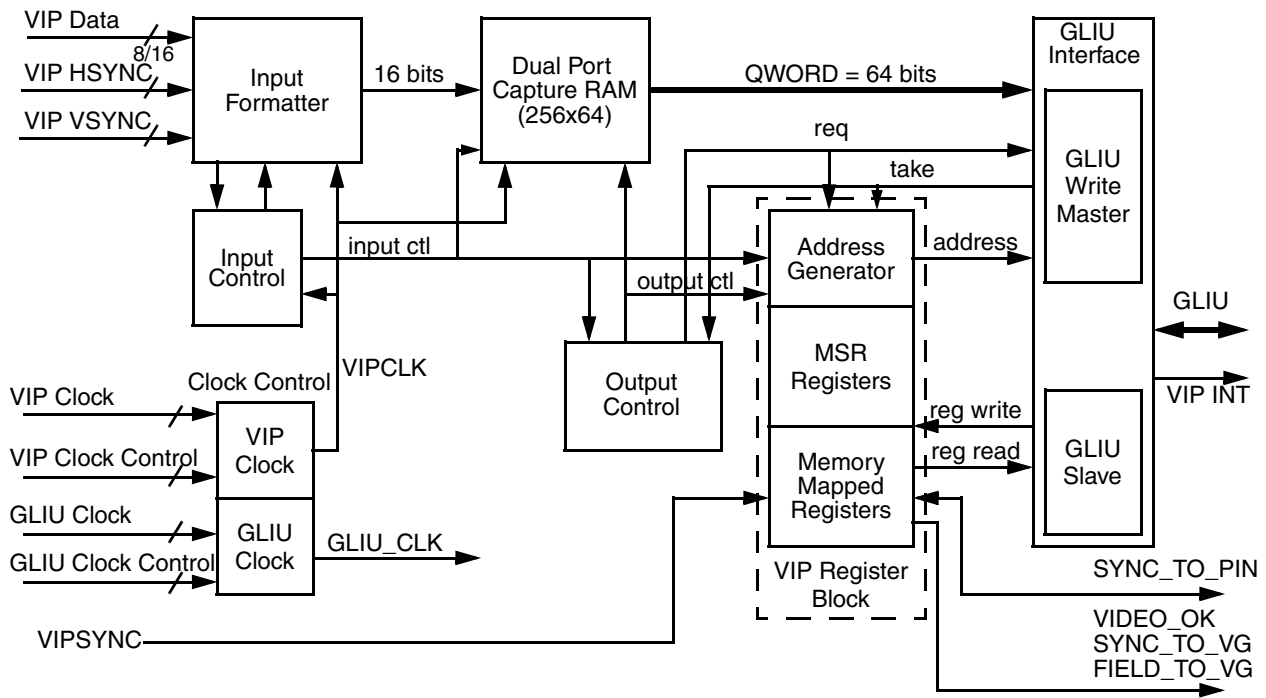 VIP Data
8/16
VIP HSYNC
VIP VSYNC
Input
Formatter
16 bits
Dual Port
Capture RAM
(256x64)
QWORD = 64 bits
GLIU
Interface
req
take
GLIU
Write
Master
Input
Control
input ctl
Address
Generator
address
output ctl
GLIU
VIP INT
MSR
Registers
Output
Control
VIPCLK
Clock Control
VIP Clock
VIP Clock Control
VIP
Clock
reg write
reg read
GLIU
Slave
Memory
Mapped
Registers
GLIU Clock
GLIU Clock Control
GLIU
Clock
GLIU_CLK
VIP Register
Block
SYNC_TO_PIN
VIPSYNC
VIDEO_OK
SYNC_TO_VG
FIELD_TO_VG